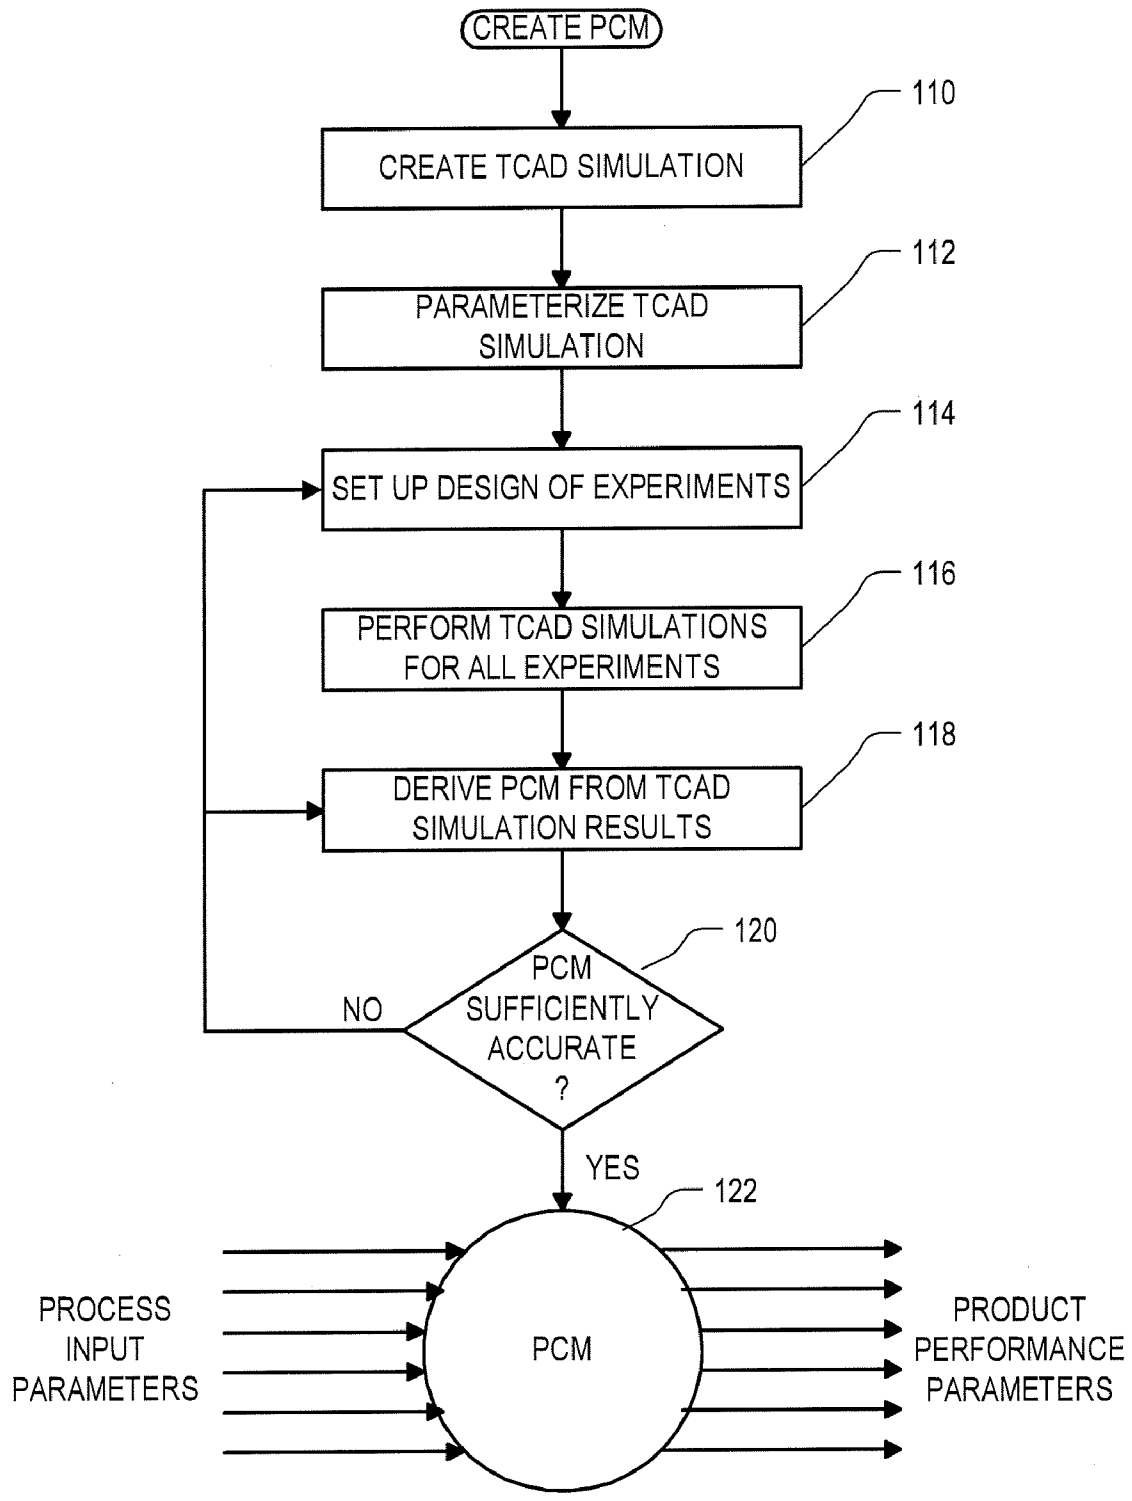 CREATE PCM
110
CREATE TCAD SIMULATION
112
PARAMETERIZE TCAD
SIMULATION
114
SET UP DESIGN OF EXPERIMENTS
116
PERFORM TCAD SIMULATIONS
FOR ALL EXPERIMENTS
118
DERIVE PCM FROM TCAD
SIMULATION RESULTS
120
PCM
SUFFICIENTLY
ACCURATE
?
NO
YES
122
PROCESS
INPUT
PARAMETERS
PCM
PRODUCT
PERFORMANCE
PARAMETERS